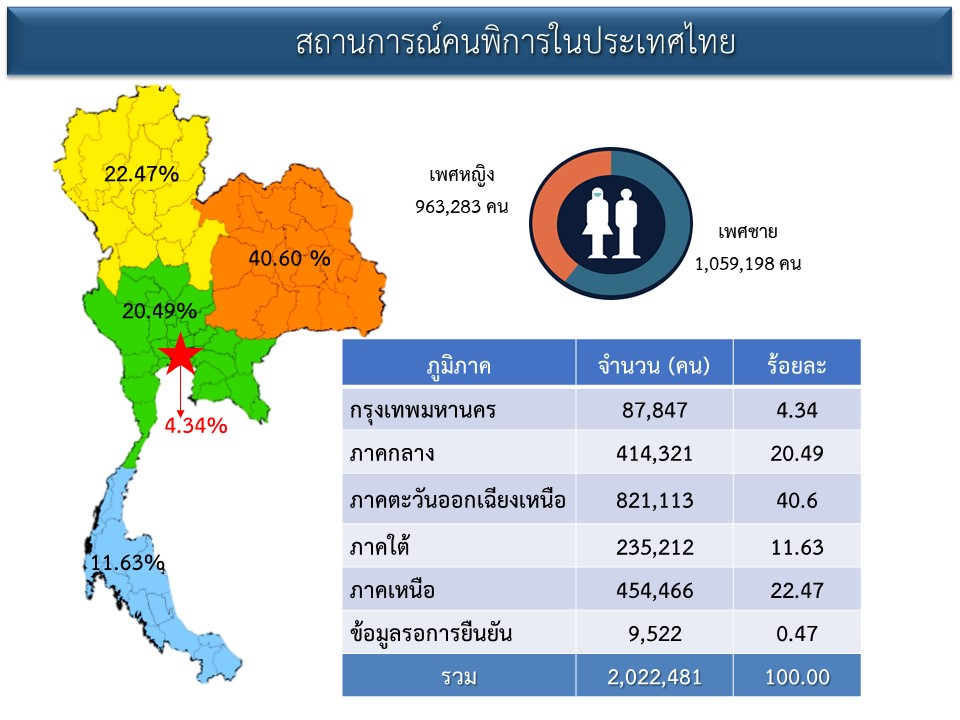 สถานการณ์คนพิการในประเทศไทย
22.47%
40.60 %
20.49%
4.34%
11.63%
เพศหญิง
963,283 คน
เพศชาย
1,059,198 คน
ภูมิภาค จำนวน (คน) ร้อยละ
กรุงเทพมหานคร 87,847 4.34
ภาคกลาง 414,321 20.49
ภาคตะวันออกเฉียงเหนือ 821,113 40.6
ภาคใต้ 235,212 11.63
ภาคเหนือ 454,466 22.47
ข้อมูลรอการยืนยัน 9,522 0.47
รวม 2,022,481 100.00